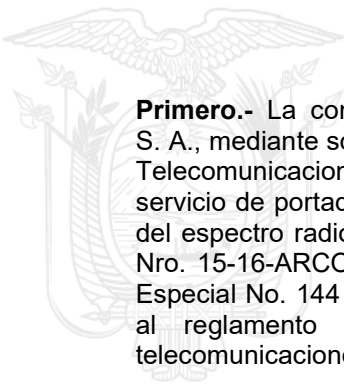 Primero.- La con
S. A., mediante so
Telecomunicacion
servicio de portac
del espectro radio
Nro. 15-16-ARCO
Especial No. 144
al reglamento
telecomunicacione